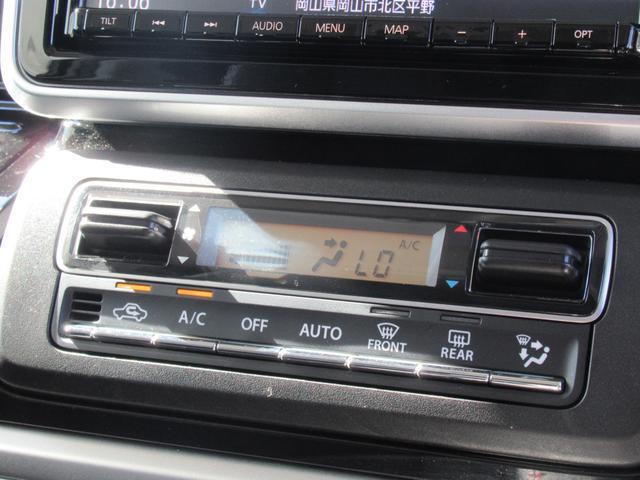 16:06 TV 岡山県岡山市北区平野
TILT AUDIO MENU MAP − + OPT
A/C
LO
A/C OFF AUTO FRONT REAR